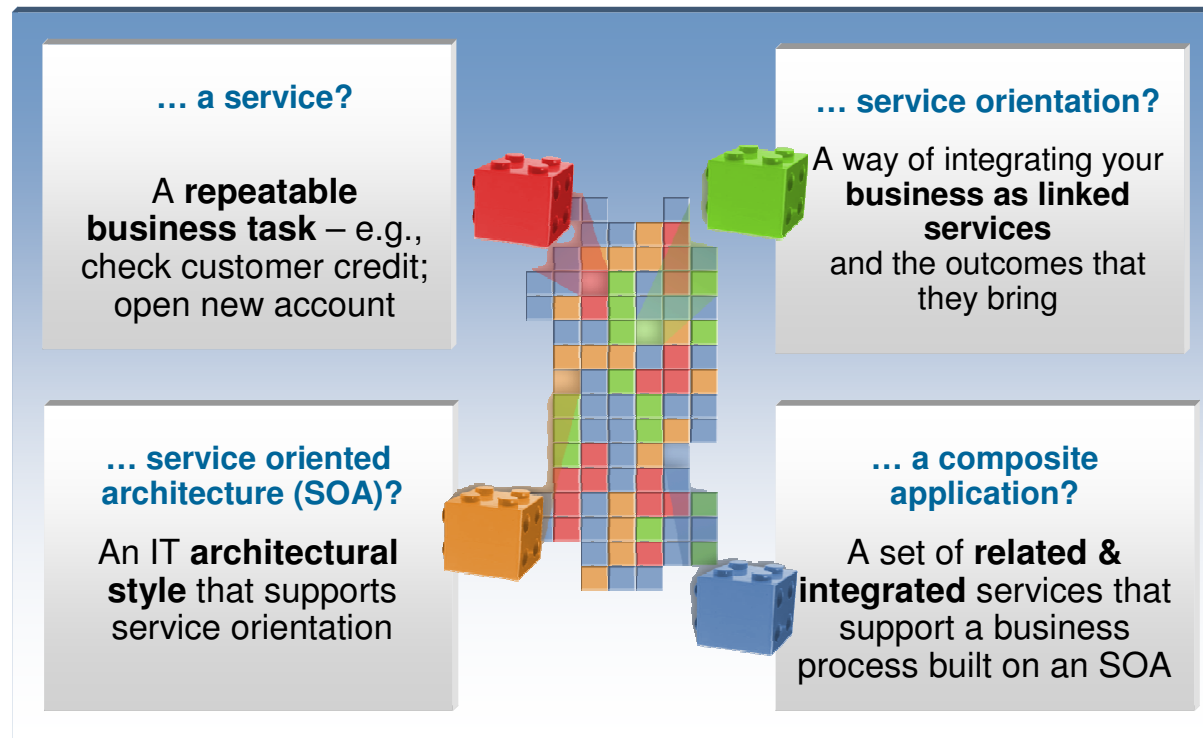 … a service?
A repeatable
business task – e.g.,
check customer credit;
open new account
… service orientation?
A way of integrating your
business as linked
services
and the outcomes that
they bring
… service oriented
architecture (SOA)?
An IT architectural
style that supports
service orientation
… a composite
application?
A set of related &
integrated services that
support a business
process built on an SOA